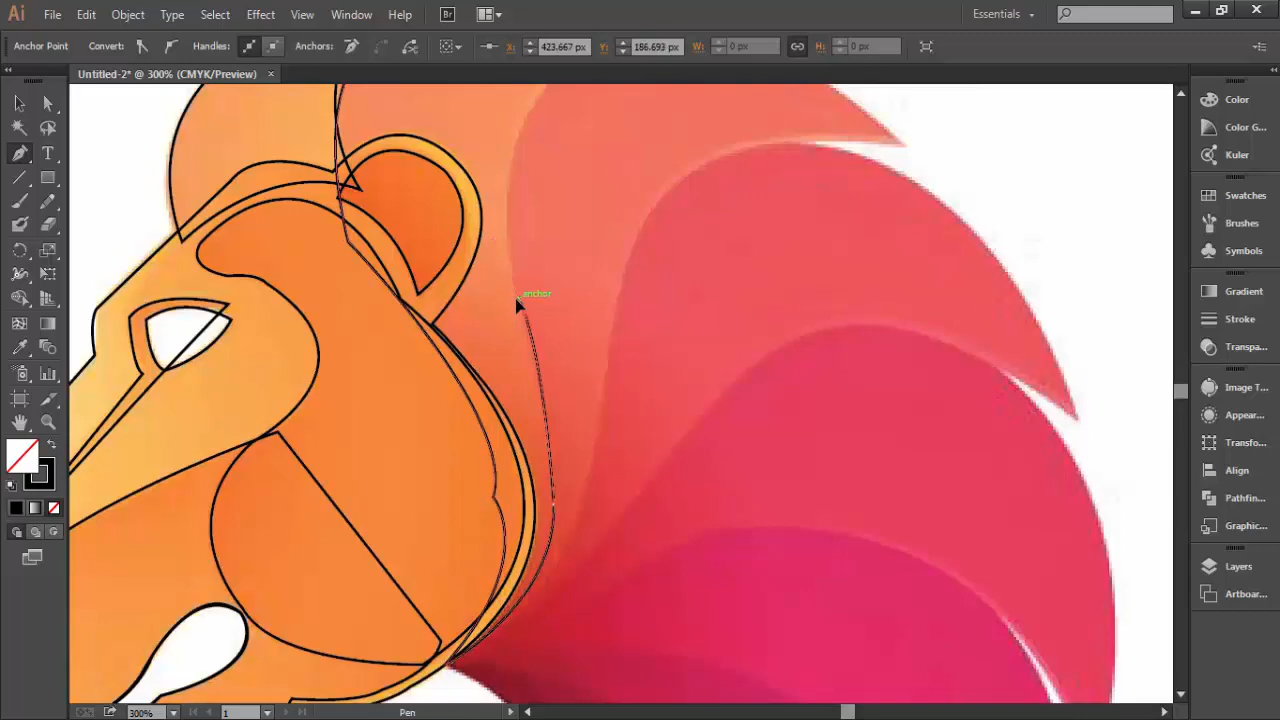 Ai File Edit Object Type Select Effect View Window Help Br Essentials
Anchor Point Convert: Handles: Anchors: X: 423.667 px Y: 186.693 px W: 0 px H: 0 px
Untitled-2* @ 300% (CMYK/Preview)
Color
Color G...
Kuler
Swatches
Brushes
Symbols
Gradient
Stroke
Transpa...
Image T...
Appear...
Transfo...
Align
Pathfin...
Graphic...
Layers
Artboar...
T
anchor
300% 1 Pen